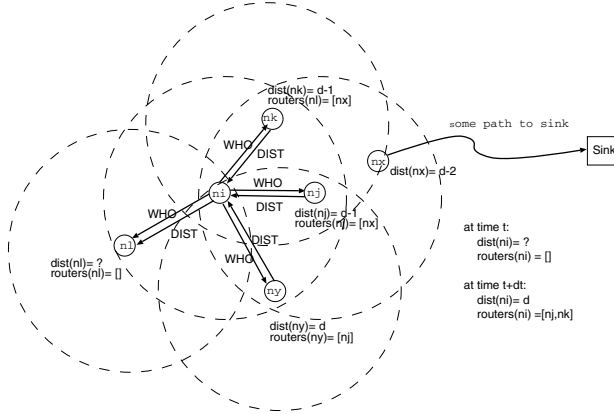 dist(nk)= d-1
routers(nl)= [nx]
nk
some path to sink
WHO
DIST
nx
Sink
dist(nx)= d-2
WHO
ni
nj
DIST
WHO
dist(nj)= d-1
routers(nj)= [nx]
DIST
DIST
nl
WHO
dist(nl)= ?
routers(nl)= []
ny
dist(ny)= d
routers(ny)= [nj]
at time t:
dist(ni)= ?
routers(ni) = []
at time t+dt:
dist(ni)= d
routers(ni) =[nj,nk]